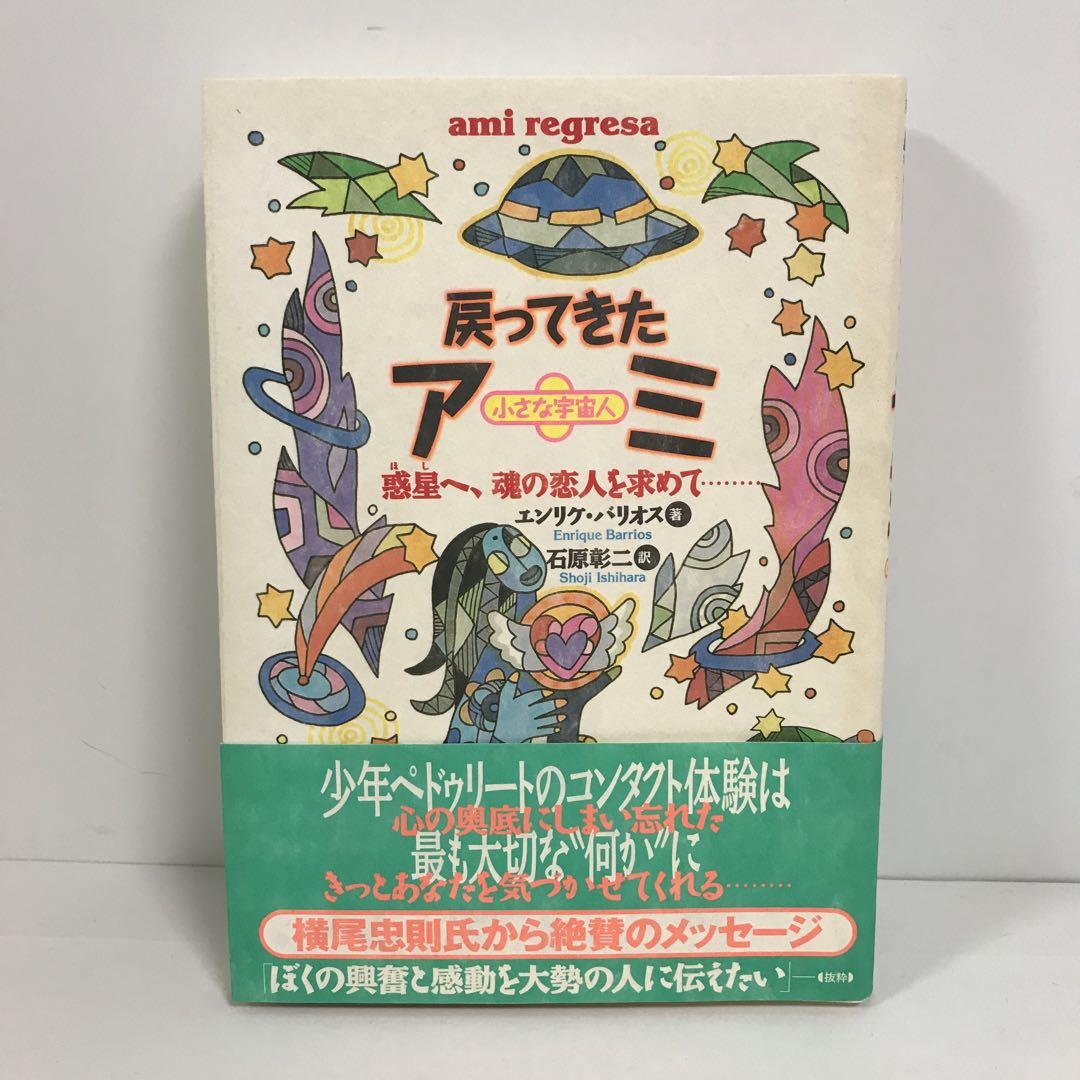 ami regresa
戻ってきた
アミ
小さな宇宙人
ほし
惑星へ、魂の恋人を求めて………
エンリケ・バリオス 著
Enrique Barrios
石原彰二 訳
Shoji Ishihara
少年ペドゥリートのコンタクト体験は
心の奥底にしまい忘れた
最も大切な“何か”に
きっとあなたを気づかせてくれる………
横尾忠則氏から絶賛のメッセージ
「ぼくの興奮と感動を大勢の人に伝えたい」―(抜粋)